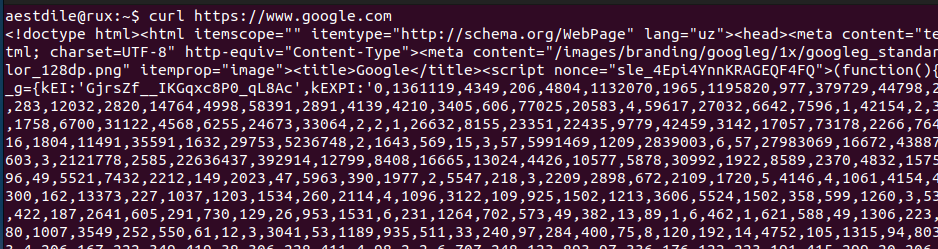 aestdile@rux:~$ curl https://www.google.com
<!doctype html><html itemscope="" itemtype="http://schema.org/WebPage" lang="uz"><head><meta content="te
tml; charset=UTF-8" http-equiv="Content-Type"><meta content="/images/branding/googleg/1x/googleg_standar
lor_128dp.png" itemprop="image"><title>Google</title><script nonce="sle_4Epi4YnnKRAGEQF4FQ">(function(){
_g={kEI:'GjrsZf__IKGqxc8P0_qL8Ac',kEXPI:'0,1361119,4349,206,4804,1132070,1965,1195820,977,379729,44798,2
,283,12032,2820,14764,4998,58391,2891,4139,4210,3405,606,77025,20583,4,59617,27032,6642,7596,1,42154,2,3
,1758,6700,31122,4568,6255,24673,33064,2,2,1,26632,8155,23351,22435,9779,42459,3142,17057,73178,2266,764
16,1804,11491,35591,1632,29753,5236748,2,1643,569,15,3,57,5991469,1209,2839003,6,57,27983069,16672,43887
603,3,2121778,2585,22636437,392914,12799,8408,16665,13024,4426,10577,5878,30992,1922,8589,2370,4832,1575
96,49,5521,7432,2212,149,2023,47,5963,390,1977,2,5547,218,3,2209,2898,672,2109,1720,5,4146,4,1061,4154,4
300,162,13373,227,1037,1203,1534,260,2114,4,1096,3122,109,925,1502,1213,3606,5524,1502,358,599,1260,3,53
,422,187,2641,605,291,730,129,26,953,1531,6,231,1264,702,573,49,382,13,89,1,6,462,1,621,588,49,1306,223,
80,1007,3549,252,550,61,12,3,3041,53,1189,935,511,33,240,97,284,400,75,8,120,192,14,4752,105,1315,94,803